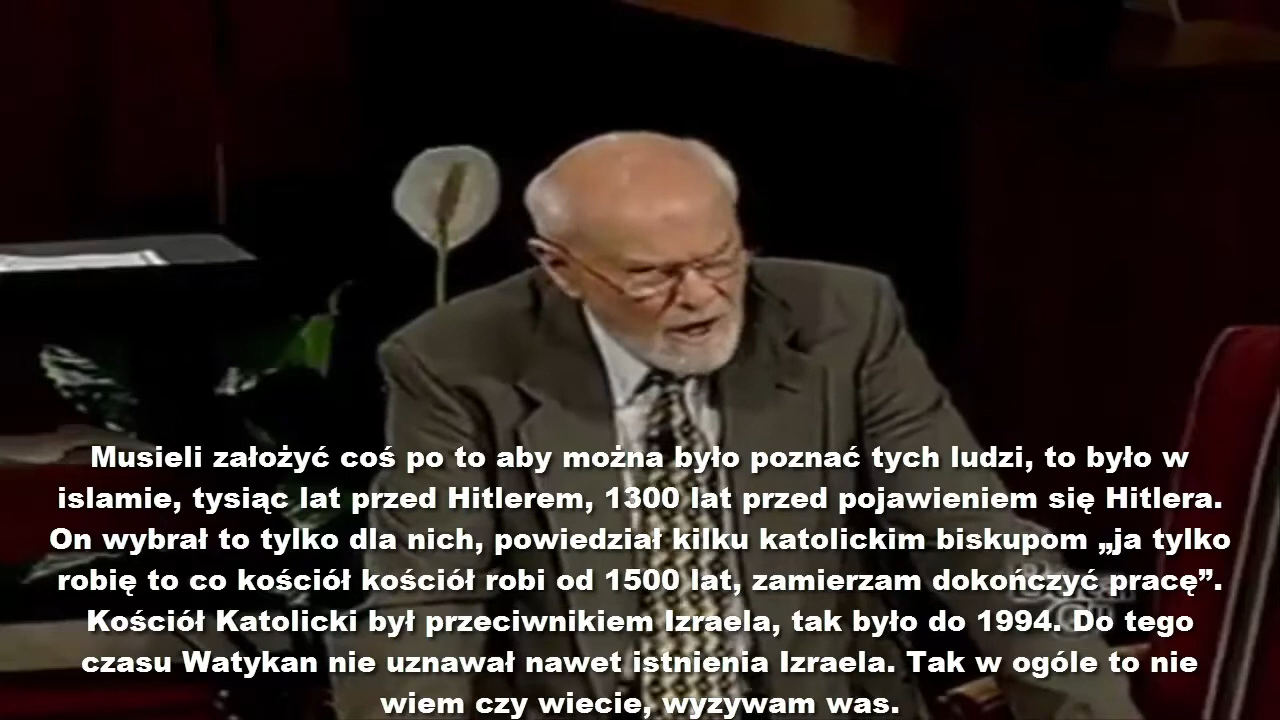 Musieli założyć coś po to aby można było poznać tych ludzi, to było w
islamie, tysiąc lat przed Hitlerem, 1300 lat przed pojawieniem się Hitlera.
On wybrał to tylko dla nich, powiedział kilku katolickim biskupom „ja tylko
robię to co kościół kościół robi od 1500 lat, zamierzam dokończyć pracę”.
Kościół Katolicki był przeciwnikiem Izraela, tak było do 1994. Do tego
czasu Watykan nie uznawał nawet istnienia Izraela. Tak w ogóle to nie
wiem czy wiecie, wyzywam was.